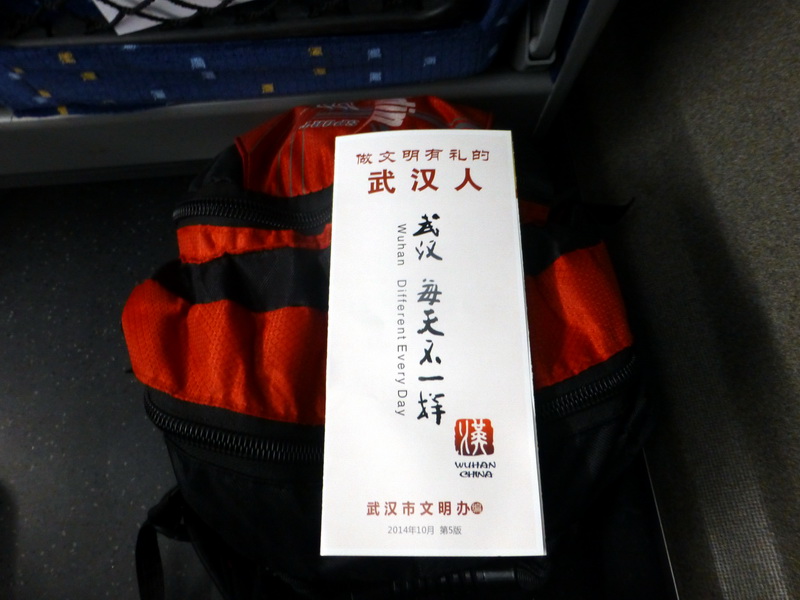 做文明有礼的
武汉人
武汉 每天不一样
Wuhan Different Every Day
漢
WUHAN
CHINA
武汉市文明办编
2014年10月 第5版